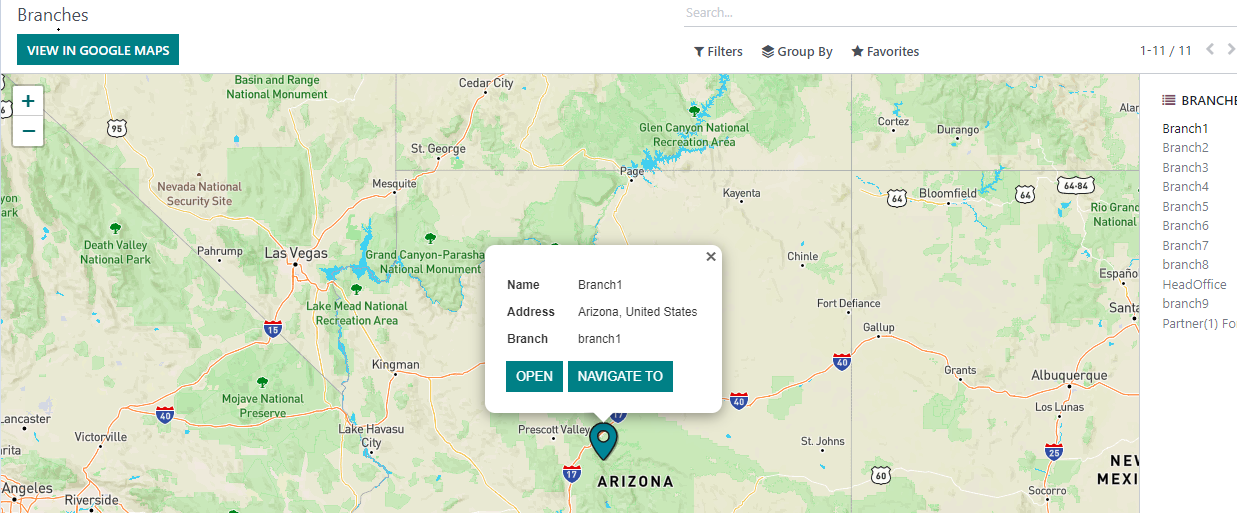 Branches
Search...
VIEW IN GOOGLE MAPS
Filters
Group By
Favorites
1-11 / 11
+
−
Basin and Range
National Monument
Cedar City
95
Glen Canyon National
Recreation Area
Cortez
Durango
St. George
Page
Nevada National
Security Site
Mesquite
Kayenta
64
Bloomfield
64
64-84
Rio Grand
National
Death Valley
National Park
Pahrump
Las Vegas
Grand Canyon-Parasha
National Monument
Chinle
Españo
Lake Mead National
Recreation Area
Fort Defiance
Santa
15
Gallup
Kingman
40
Grants
Albuquerque
Mojave National
Preserve
40
40
Los Lunas
Lancaster
Victorville
Lake Havasu
City
Prescott Valley
17
St. Johns
25
17
60
NEW
MEXI
Angeles
Riverside
ARIZONA
Socorro
×
Name Branch1
Address Arizona, United States
Branch branch1
OPEN NAVIGATE TO
BRANCHE
Branch1
Branch2
Branch3
Branch4
Branch5
Branch6
Branch7
branch8
HeadOffice
branch9
Partner(1) Fo